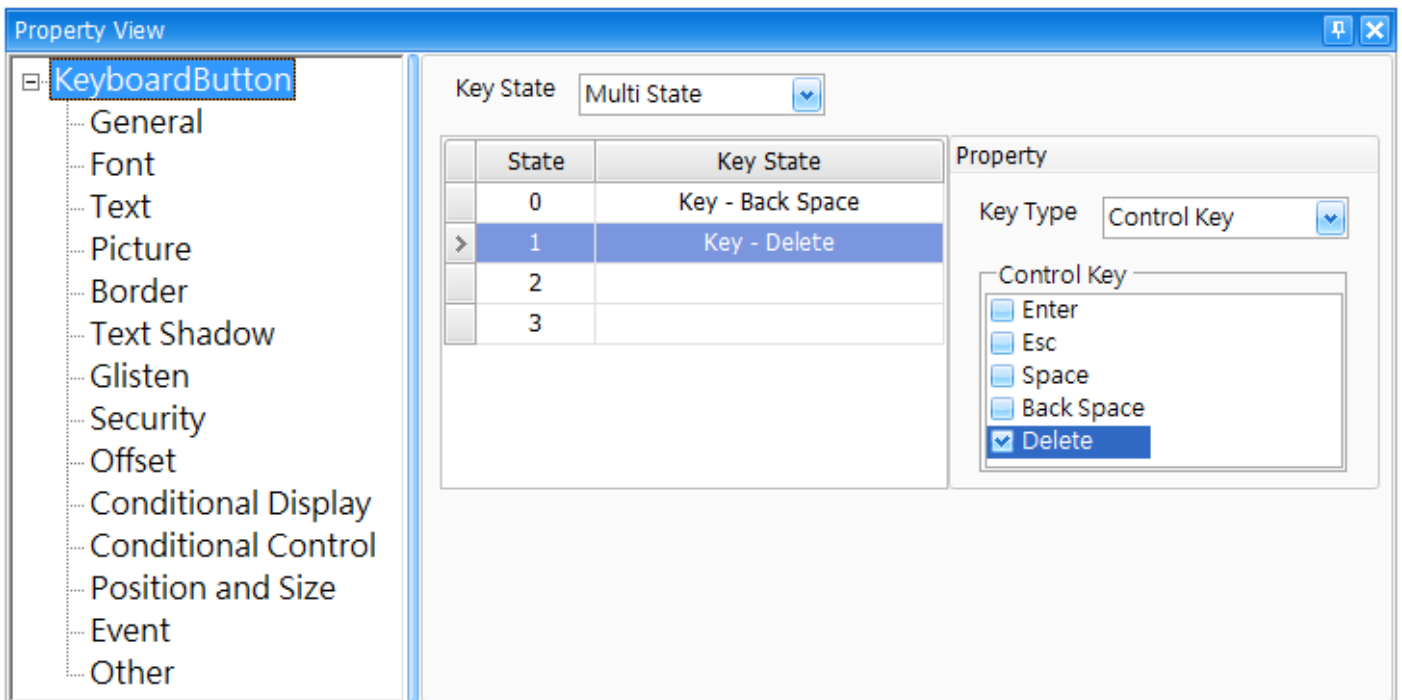 Property View
KeyboardButton
General
Font
Text
Picture
Border
Text Shadow
Glisten
Security
Offset
Conditional Display
Conditional Control
Position and Size
Event
Other
Key State Multi State
State Key State
0 Key - Back Space
1 Key - Delete
2
3
Property
Key Type Control Key
Control Key
Enter
Esc
Space
Back Space
Delete